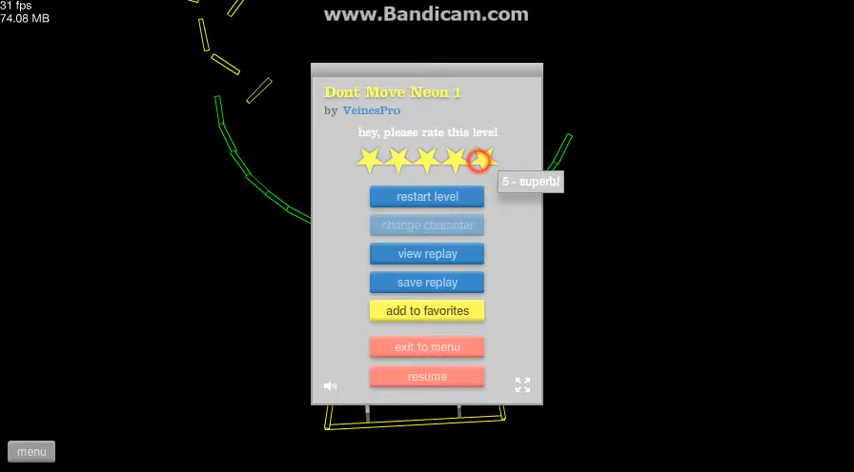 31 fps
74.08 MB
www.Bandicam.com
Dont Move Neon 1
by VeinesPro
hey, please rate this level
5 - superb!
restart level
change character
view replay
save replay
add to favorites
exit to menu
resume
menu